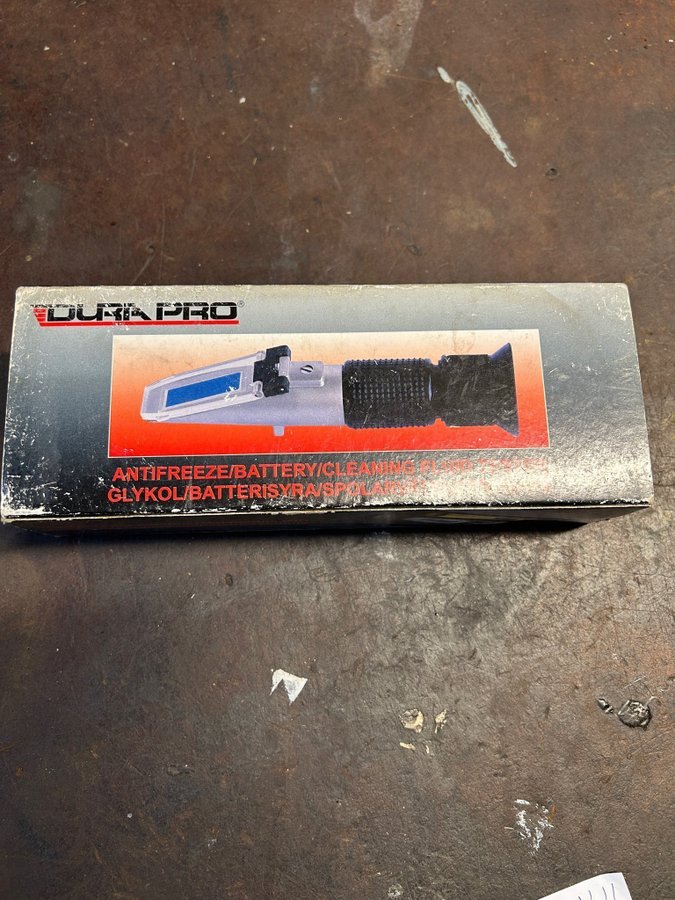 DURA PRO®
ANTIFREEZE/BATTERY/CLEANING
GLYKOL/BATTERISYRA/SPOLAR